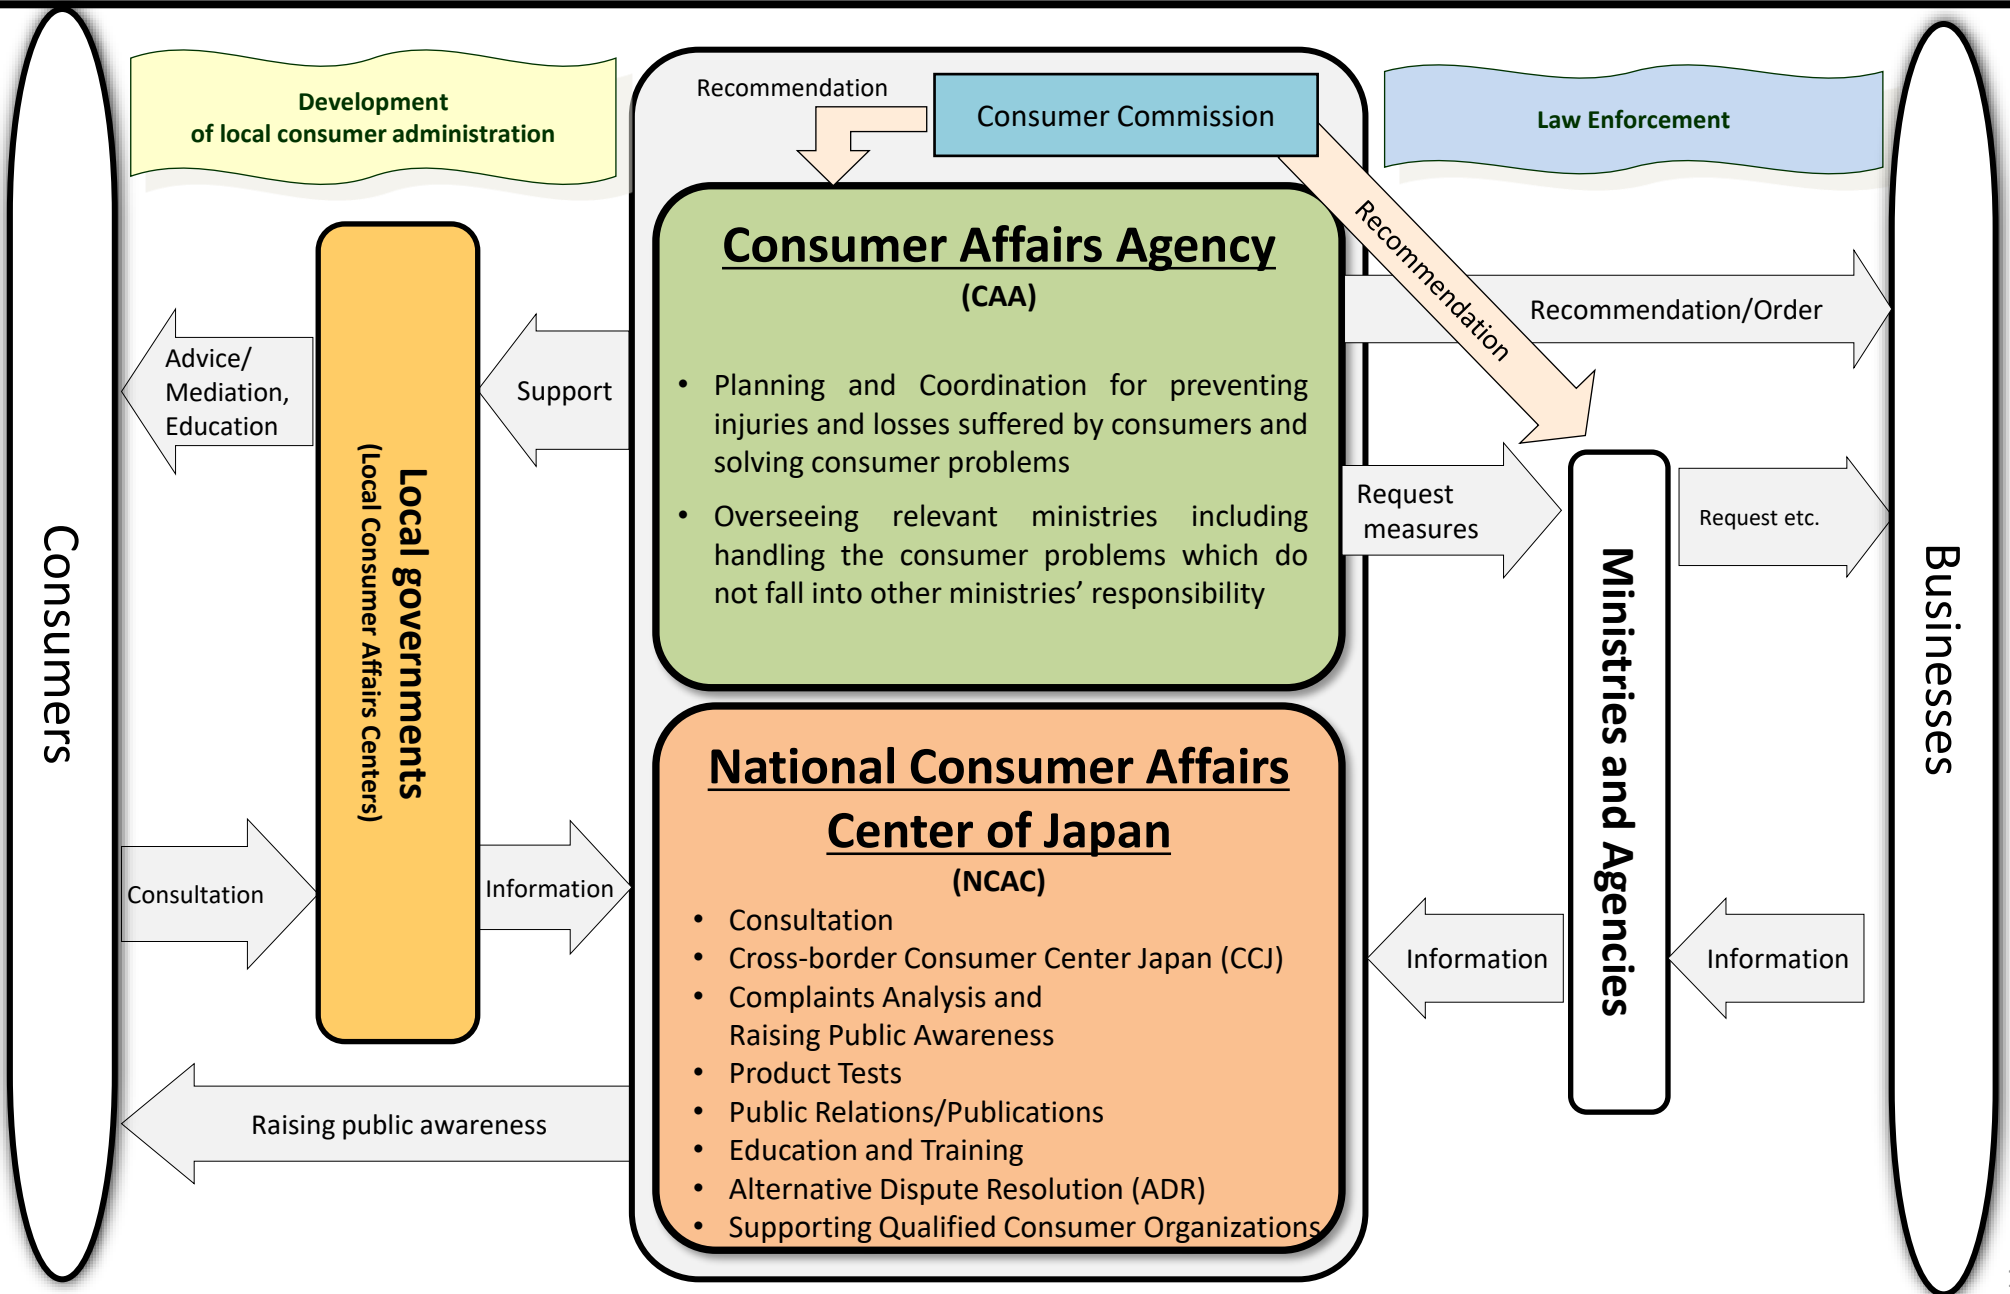 Development
of local consumer administration
Recommendation
Consumer Commission
Law Enforcement
Recommendation
Consumer Affairs Agency
(CAA)
• Planning and Coordination for preventing
injuries and losses suffered by consumers and
solving consumer problems
• Overseeing relevant ministries including
handling the consumer problems which do
not fall into other ministries’ responsibility
Recommendation/Order
Advice/
Mediation,
Education
Support
Request
measures
Request etc.
Consumers
Local governments
(Local Consumer Affairs Centers)
Ministries and Agencies
Businesses
National Consumer Affairs
Center of Japan
(NCAC)
• Consultation
• Cross-border Consumer Center Japan (CCJ)
• Complaints Analysis and
Raising Public Awareness
• Product Tests
• Public Relations/Publications
• Education and Training
• Alternative Dispute Resolution (ADR)
• Supporting Qualified Consumer Organizations
Consultation
Information
Information
Information
Raising public awareness